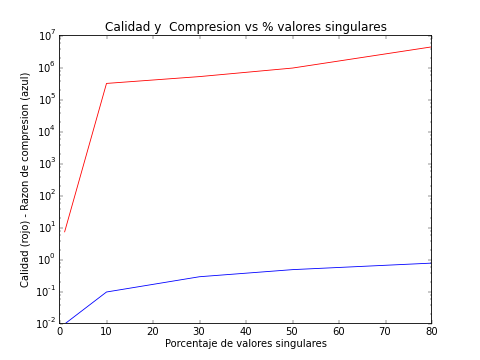 Calidad y  Compresion vs % valores singulares
Calidad (rojo) - Razon de compresion (azul)
10^7
10^6
10^5
10^4
10^3
10^2
10^1
10^0
10^-1
10^-2
0 10 20 30 40 50 60 70 80
Porcentaje de valores singulares